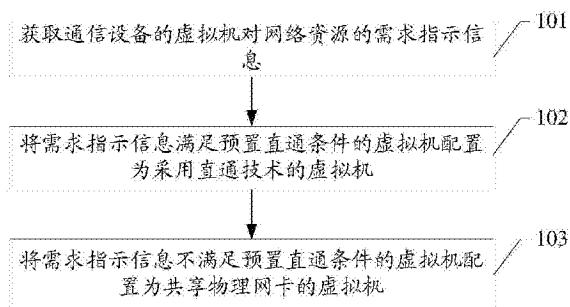 获取通信设备的虚拟机对网络资源的需求指示信
息
101
将需求指示信息满足预置直通条件的虚拟机配置
为采用直通技术的虚拟机
102
将需求指示信息不满足预置直通条件的虚拟机配
置为共享物理网卡的虚拟机
103